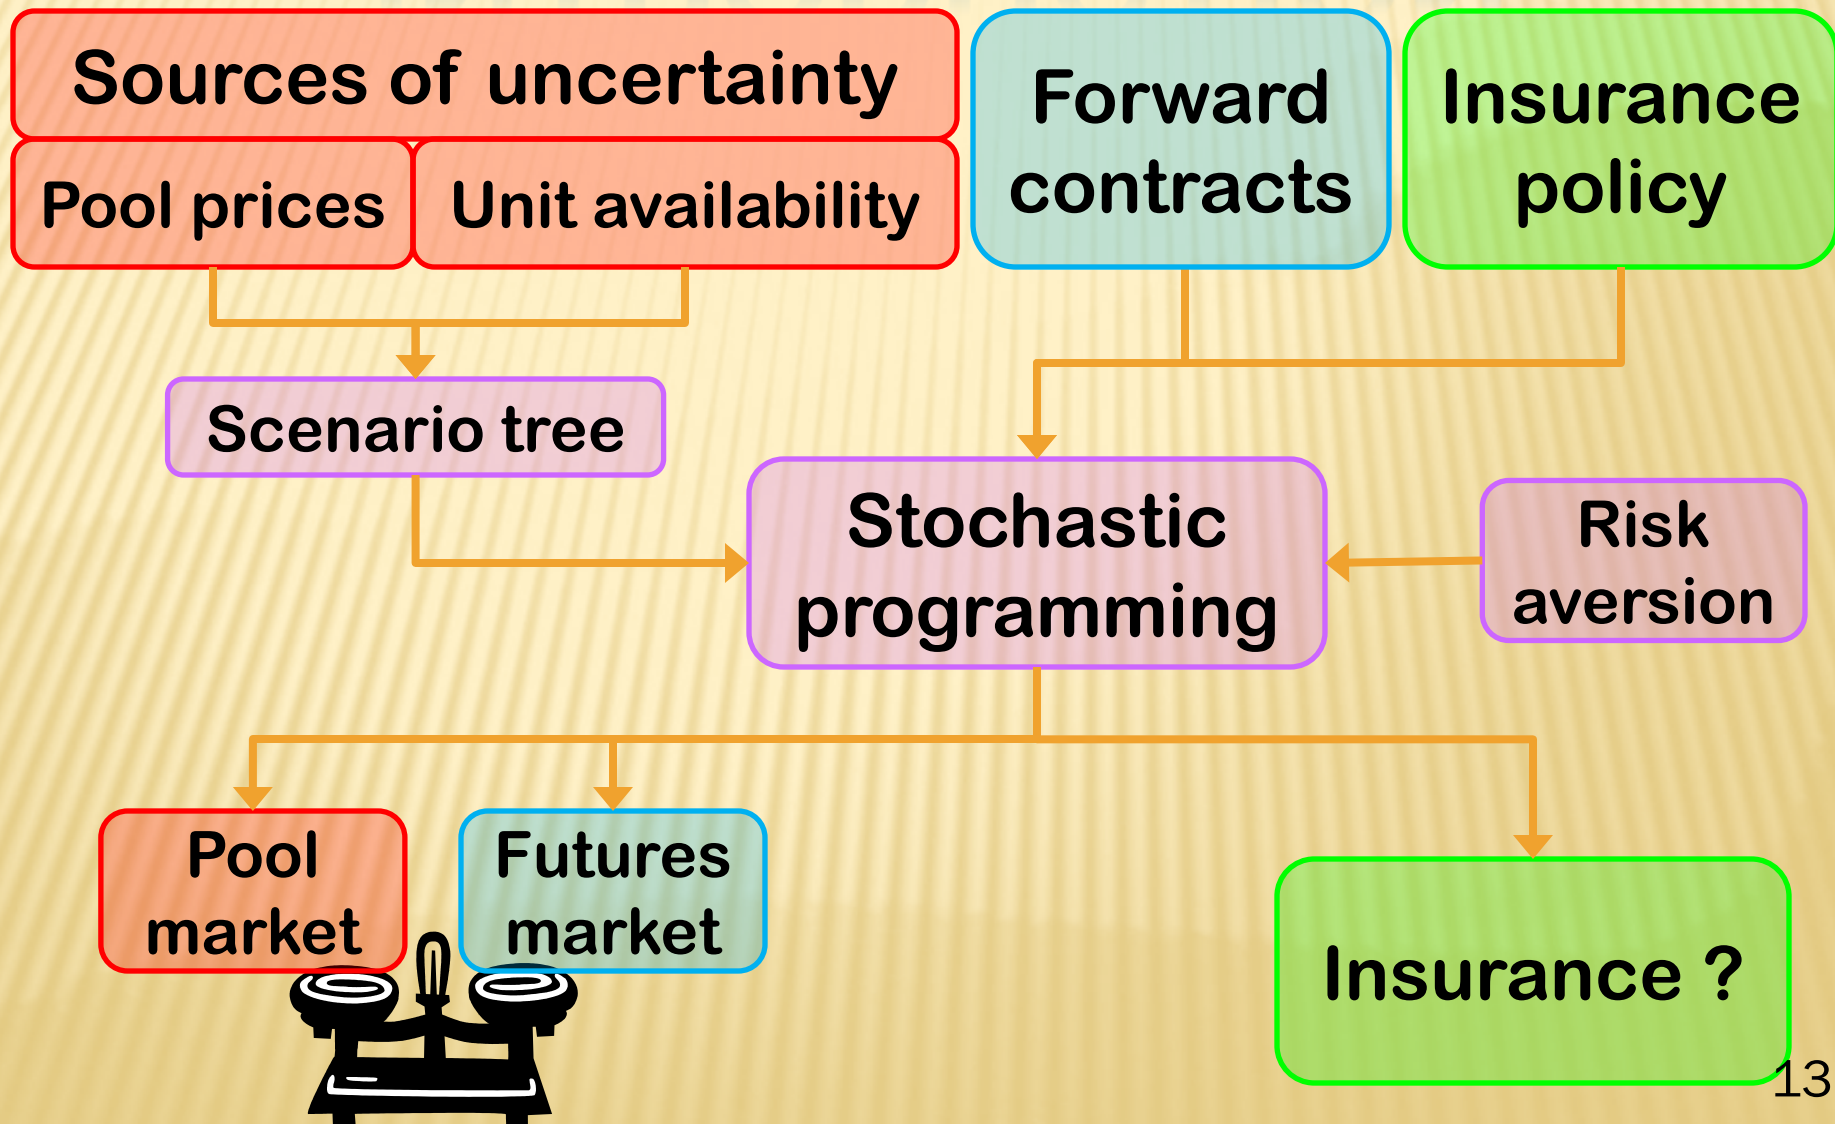 Sources of uncertainty
Pool prices
Unit availability
Forward
contracts
Insurance
policy
Scenario tree
Stochastic
programming
Risk
aversion
Pool
market
Futures
market
Insurance ?
13